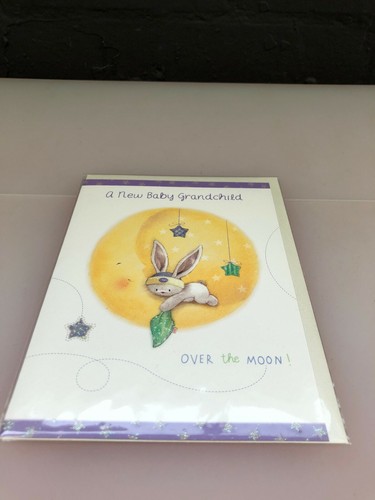 A New Baby Grandchild
OVER the MOON!